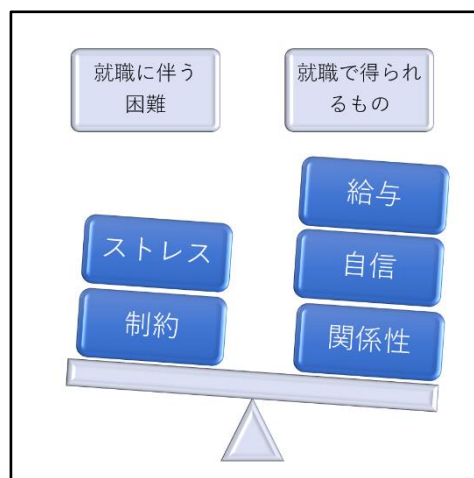 就職に伴う
困難
就職で得られ
るもの
ストレス
制約
給与
自信
関係性